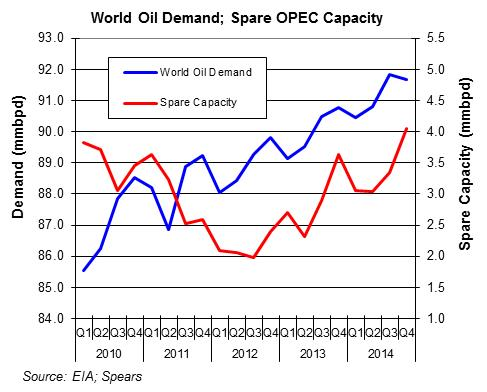 World Oil Demand; Spare OPEC Capacity
Demand (mmbpd)
93.0
92.0
91.0
90.0
89.0
88.0
87.0
86.0
85.0
84.0
World Oil Demand
Spare Capacity
5.5
5.0
4.5
4.0
3.5
3.0
2.5
2.0
1.5
1.0
Spare Capacity (mmbpd)
Q1 Q2 Q3 Q4 Q1 Q2 Q3 Q4 Q1 Q2 Q3 Q4 Q1 Q2 Q3 Q4 Q1 Q2 Q3 Q4
2010 2011 2012 2013 2014
Source: EIA; Spears